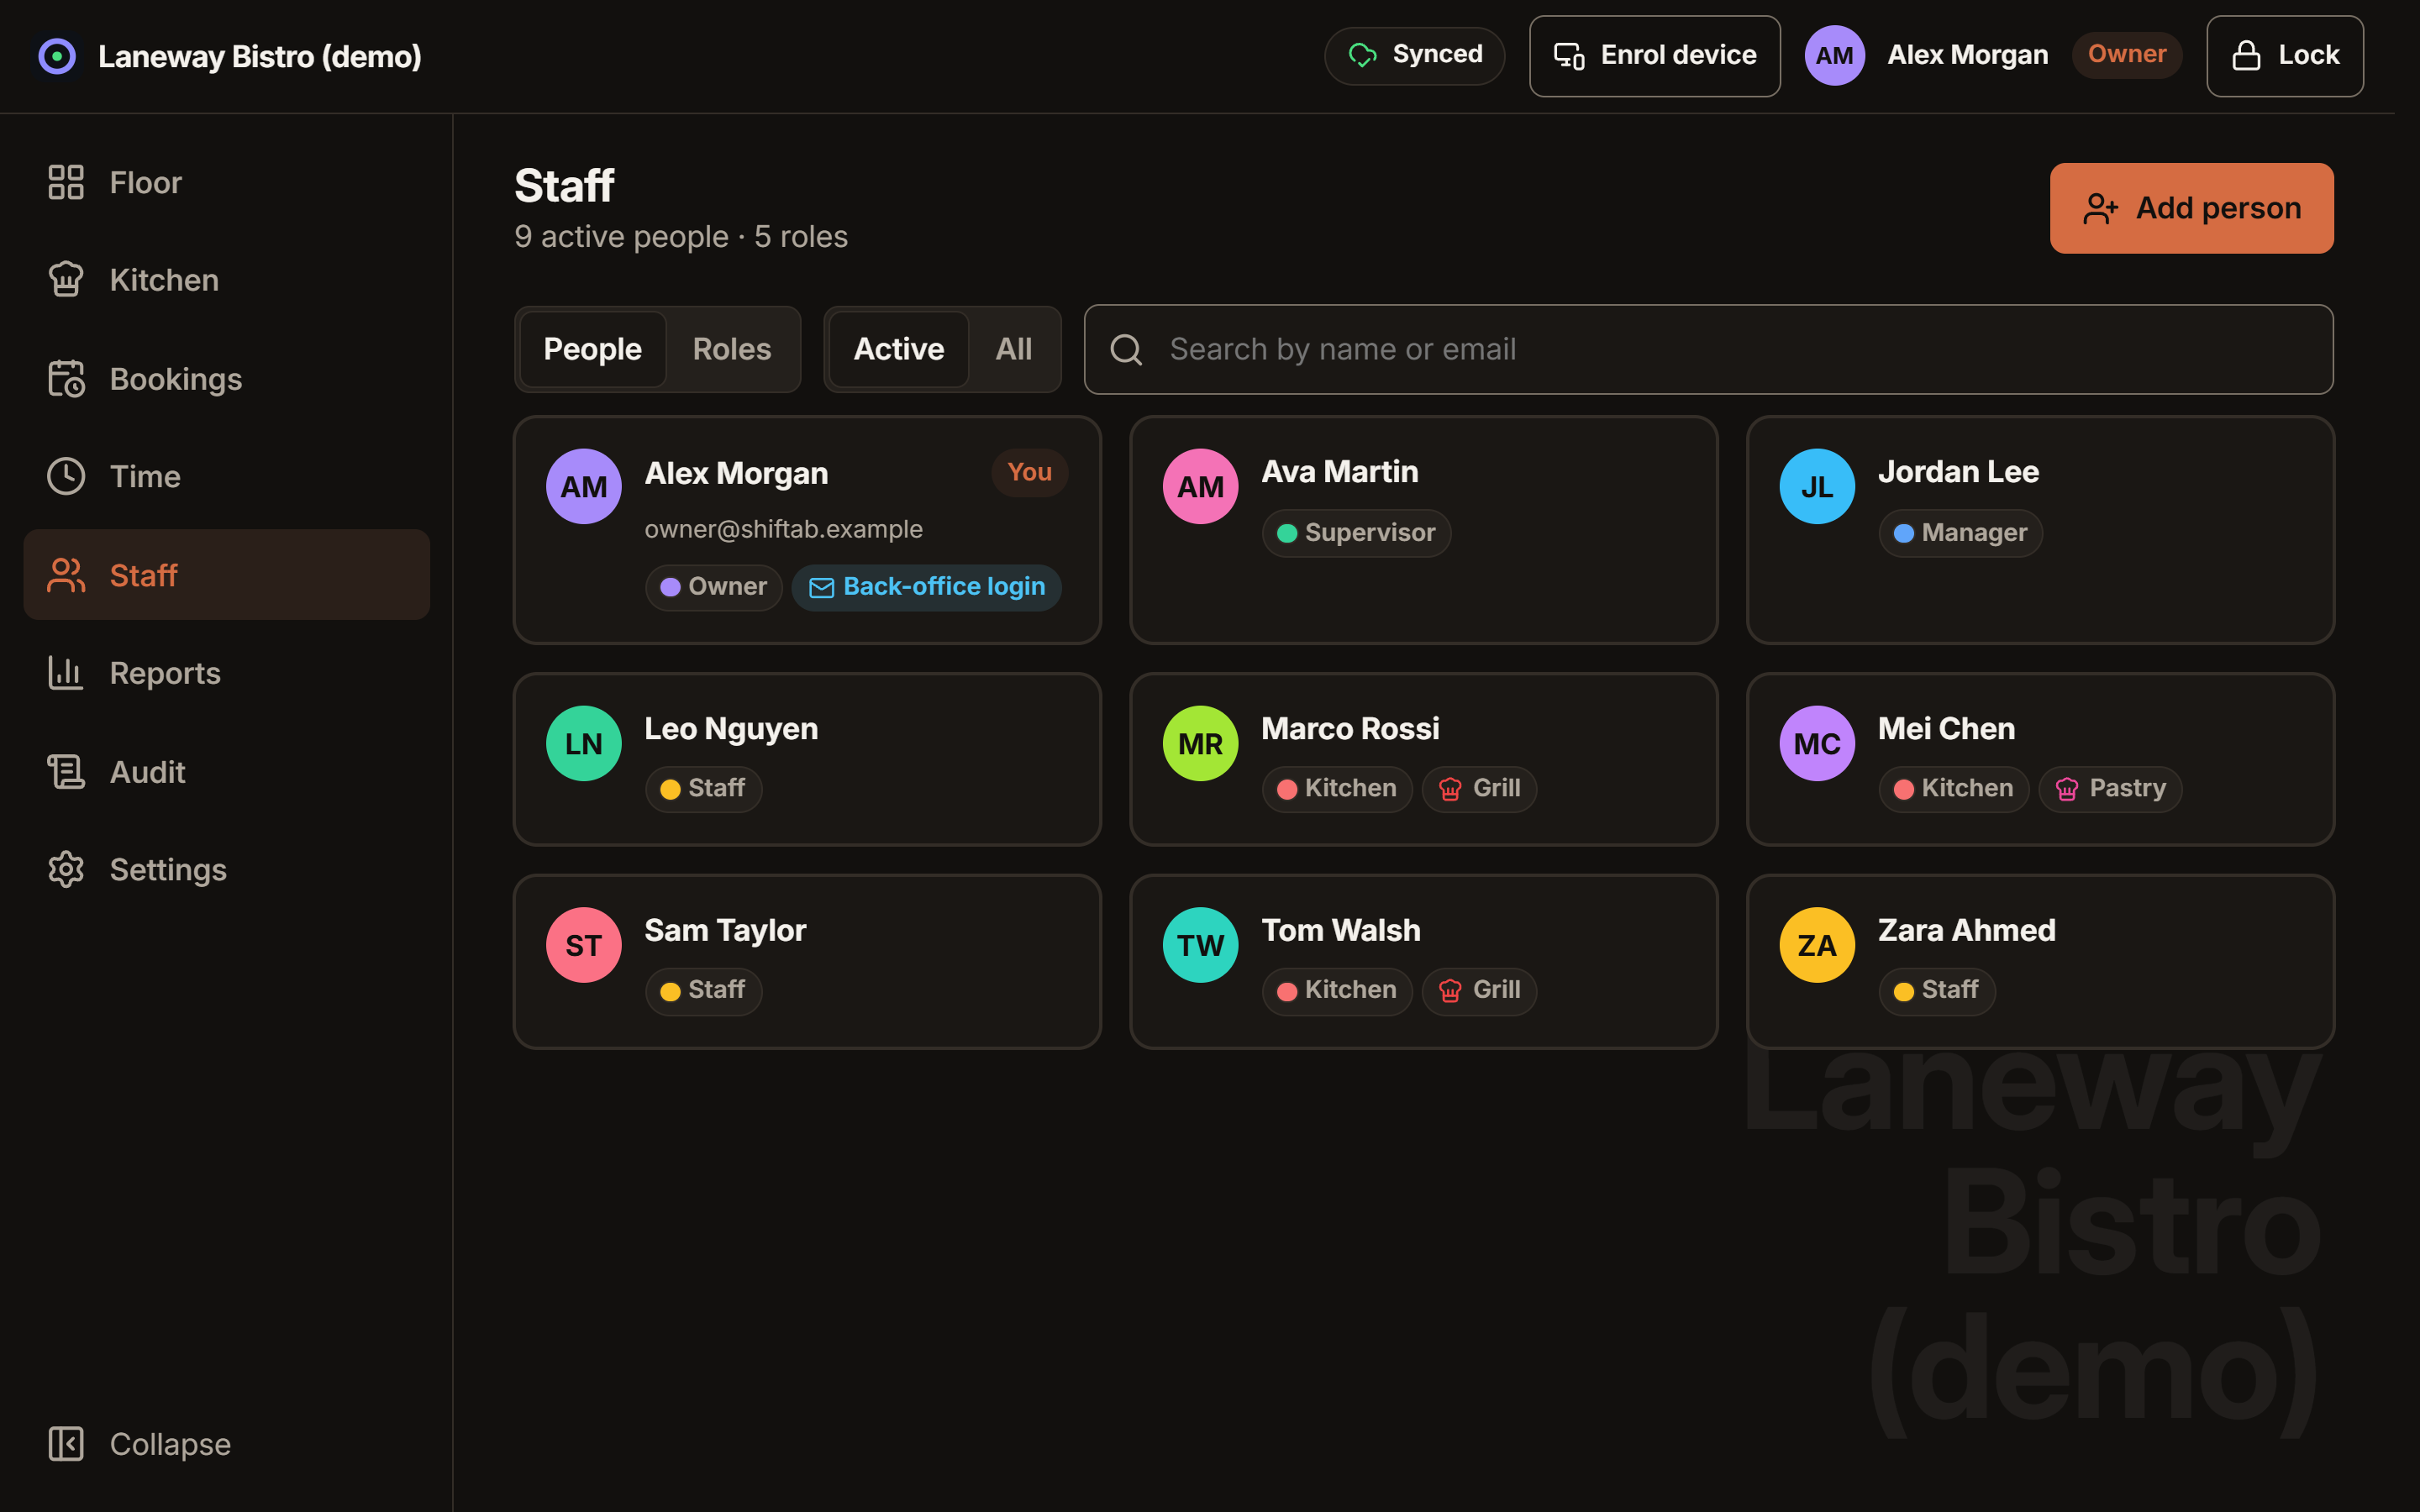 Laneway Bistro (demo)
Synced
Enrol device
AM
Alex Morgan
Owner
Lock
Floor
Kitchen
Bookings
Time
Staff
Reports
Audit
Settings
Collapse
Staff
9 active people · 5 roles
Add person
People
Roles
Active
All
Search by name or email
AM
Alex Morgan
You
owner@shiftab.example
Owner
Back-office login
AM
Ava Martin
Supervisor
JL
Jordan Lee
Manager
LN
Leo Nguyen
Staff
MR
Marco Rossi
Kitchen
Grill
MC
Mei Chen
Kitchen
Pastry
ST
Sam Taylor
Staff
TW
Tom Walsh
Kitchen
Grill
ZA
Zara Ahmed
Staff
Laneway
Bistro
(demo)